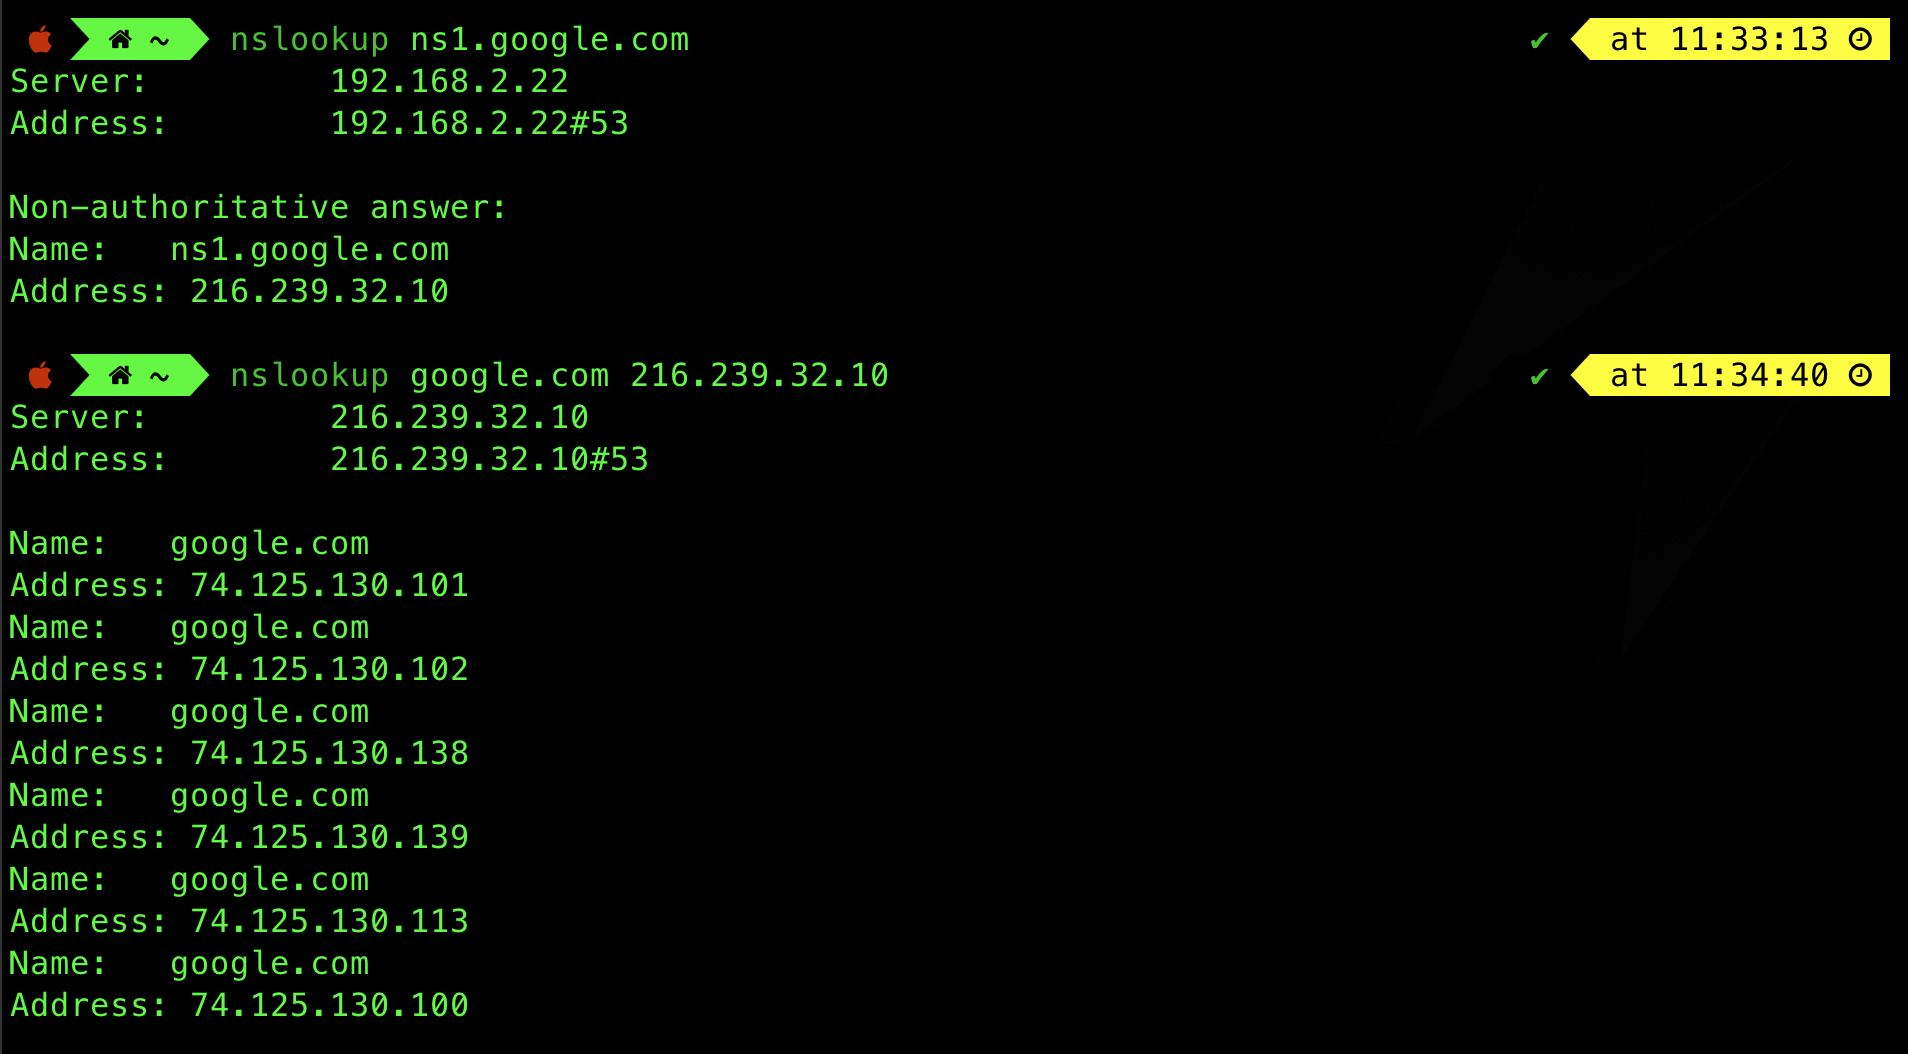 ~ nslookup ns1.google.com ✔ at 11:33:13
Server: 192.168.2.22
Address: 192.168.2.22#53
Non-authoritative answer:
Name: ns1.google.com
Address: 216.239.32.10
~ nslookup google.com 216.239.32.10 ✔ at 11:34:40
Server: 216.239.32.10
Address: 216.239.32.10#53
Name: google.com
Address: 74.125.130.101
Name: google.com
Address: 74.125.130.102
Name: google.com
Address: 74.125.130.138
Name: google.com
Address: 74.125.130.139
Name: google.com
Address: 74.125.130.113
Name: google.com
Address: 74.125.130.100